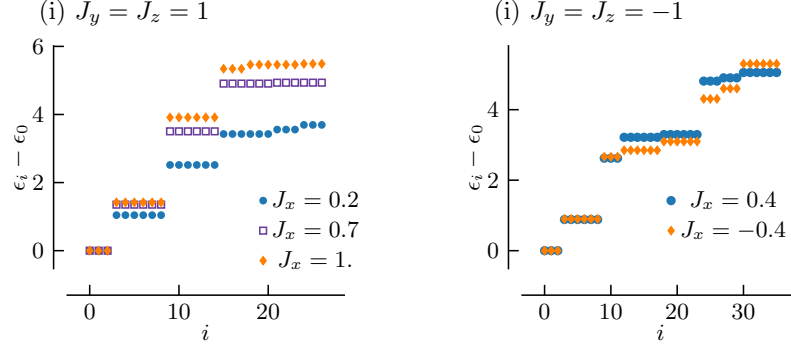 (i) J_y = J_z = 1
6
4
2
0
ϵ_i − ϵ_0
J_x = 0.2
J_x = 0.7
J_x = 1.
0 10 20
i
(i) J_y = J_z = −1
4
2
0
ϵ_i − ϵ_0
J_x = 0.4
J_x = −0.4
0 10 20 30
i